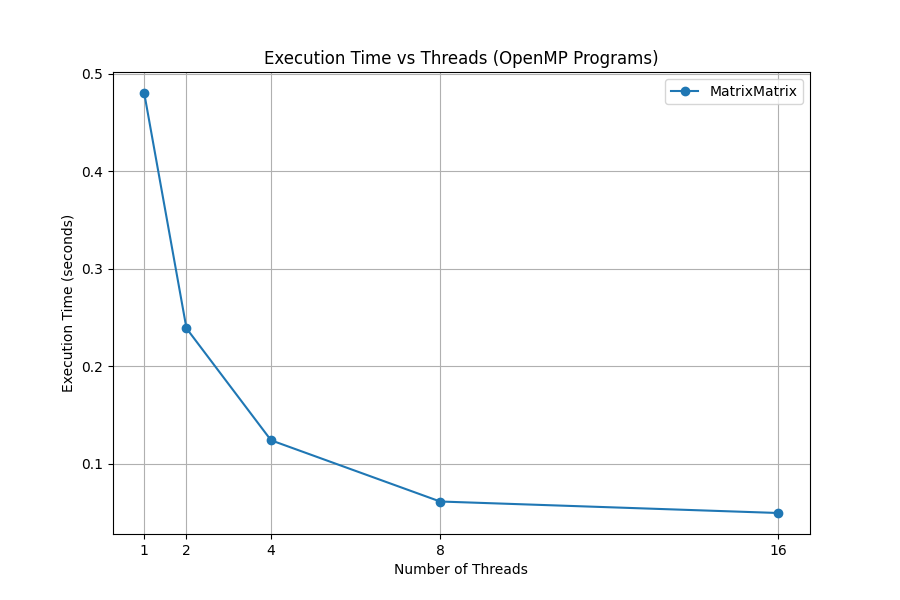 Execution Time vs Threads (OpenMP Programs)
MatrixMatrix
Execution Time (seconds)
0.5
0.4
0.3
0.2
0.1
1 2 4 8 16
Number of Threads